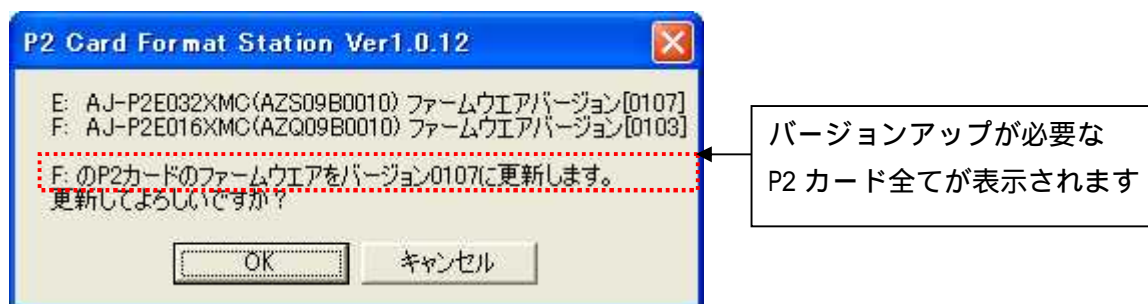 P2 Card Format Station Ver1.0.12
E: AJ-P2E032XMC(AZS09B0010) ファームウエアバージョン[0107]
F: AJ-P2E016XMC(AZQ09B0010) ファームウエアバージョン[0103]
F: のP2カードのファームウエアをバージョン0107に更新します。
更新してよろしいですか？
OK
キャンセル
バージョンアップが必要な
P2 カード全てが表示されます